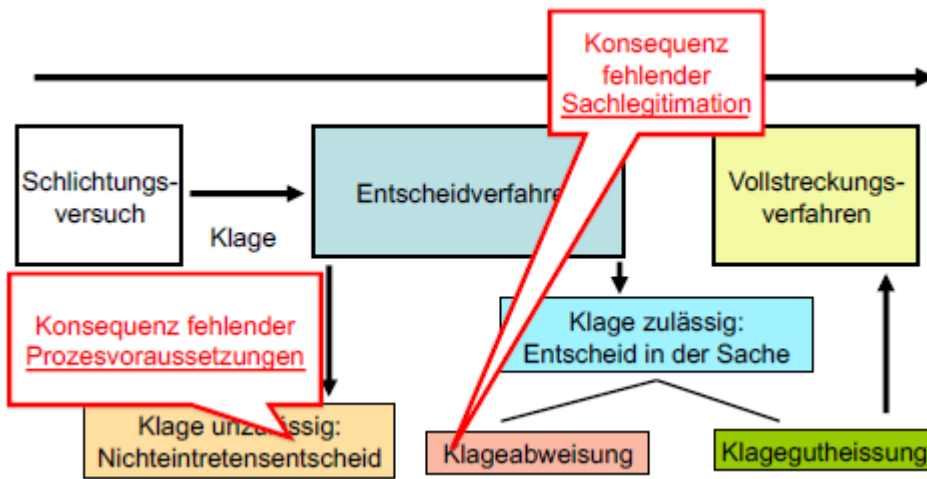 Konsequenz
fehlender
Sachlegitimation
Schlichtungs-
versuch
Klage
Entscheidverfahre
Vollstreckungs-
verfahren
Konsequenz fehlender
Prozesvoraussetzungen
Klage zulässig:
Entscheid in der Sache
Klage unzulässig:
Nichteintretensentscheid
Klageabweisung
Klagegutheissung